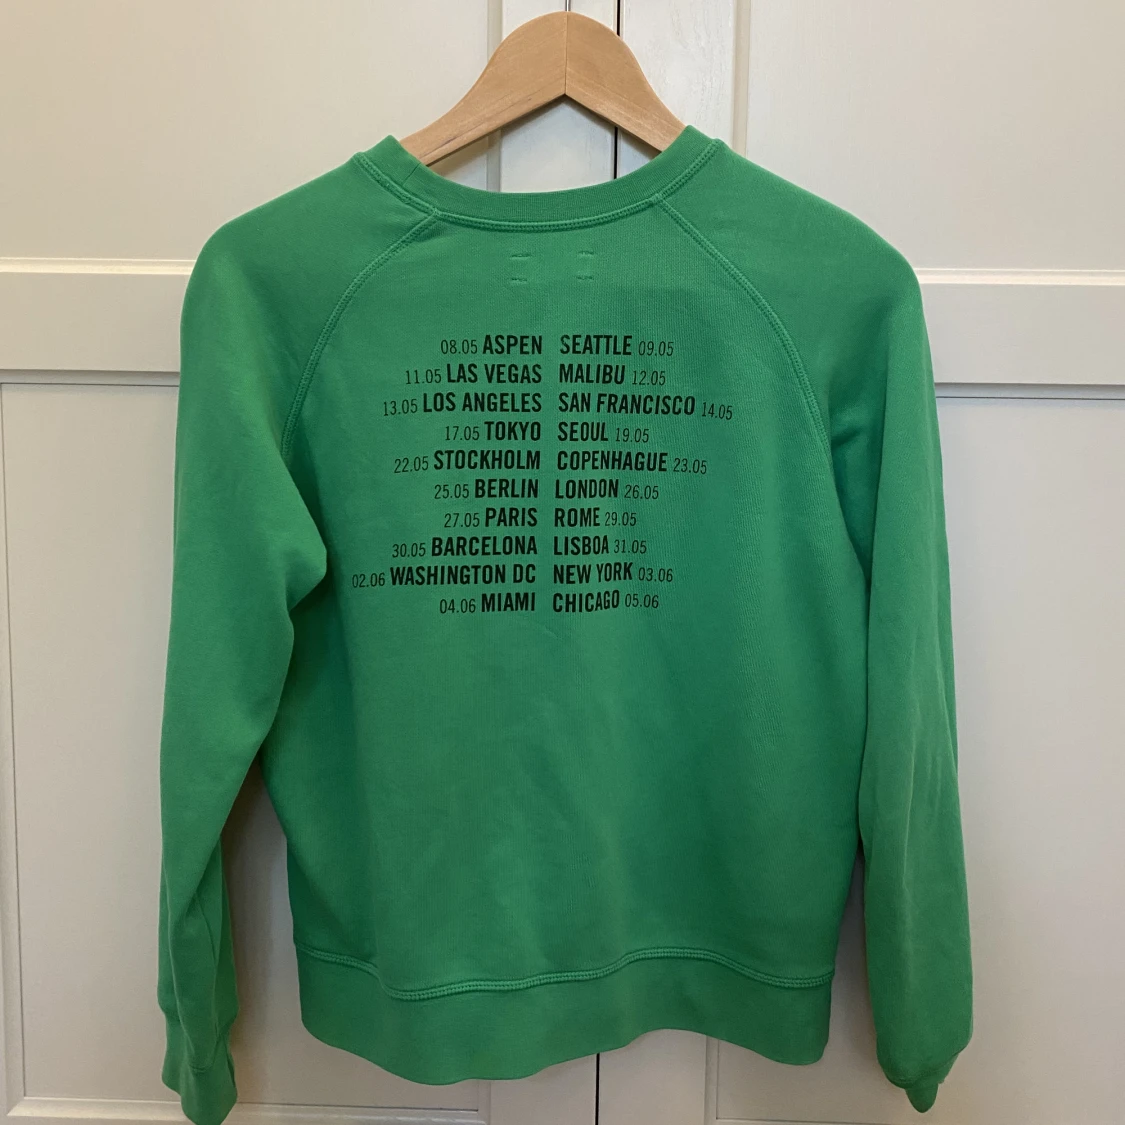 08.05 ASPEN SEATTLE 09.05
11.05 LAS VEGAS MALIBU 12.05
13.05 LOS ANGELES SAN FRANCISCO 14.05
17.05 TOKYO SEOUL 19.05
22.05 STOCKHOLM COPENHAGUE 23.05
25.05 BERLIN LONDON 26.05
27.05 PARIS ROME 29.05
30.05 BARCELONA LISBOA 31.05
02.06 WASHINGTON DC NEW YORK 03.06
04.06 MIAMI CHICAGO 05.06